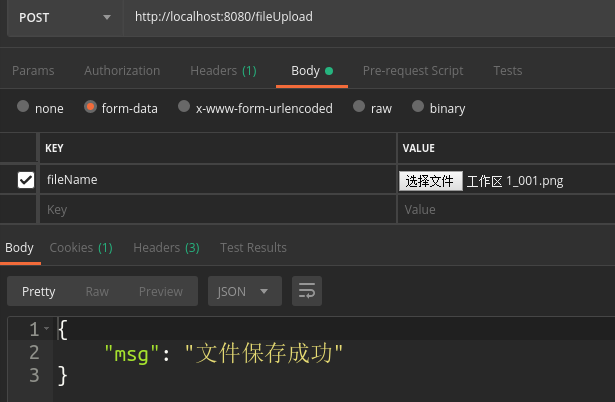 POST http://localhost:8080/fileUpload
Params Authorization Headers (1) Body Pre-request Script Tests
none form-data x-www-form-urlencoded raw binary
KEY VALUE
fileName 选择文件 工作区 1_001.png
Key Value
Body Cookies (1) Headers (3) Test Results
Pretty Raw Preview JSON
1 {
2 "msg": "文件保存成功"
3 }